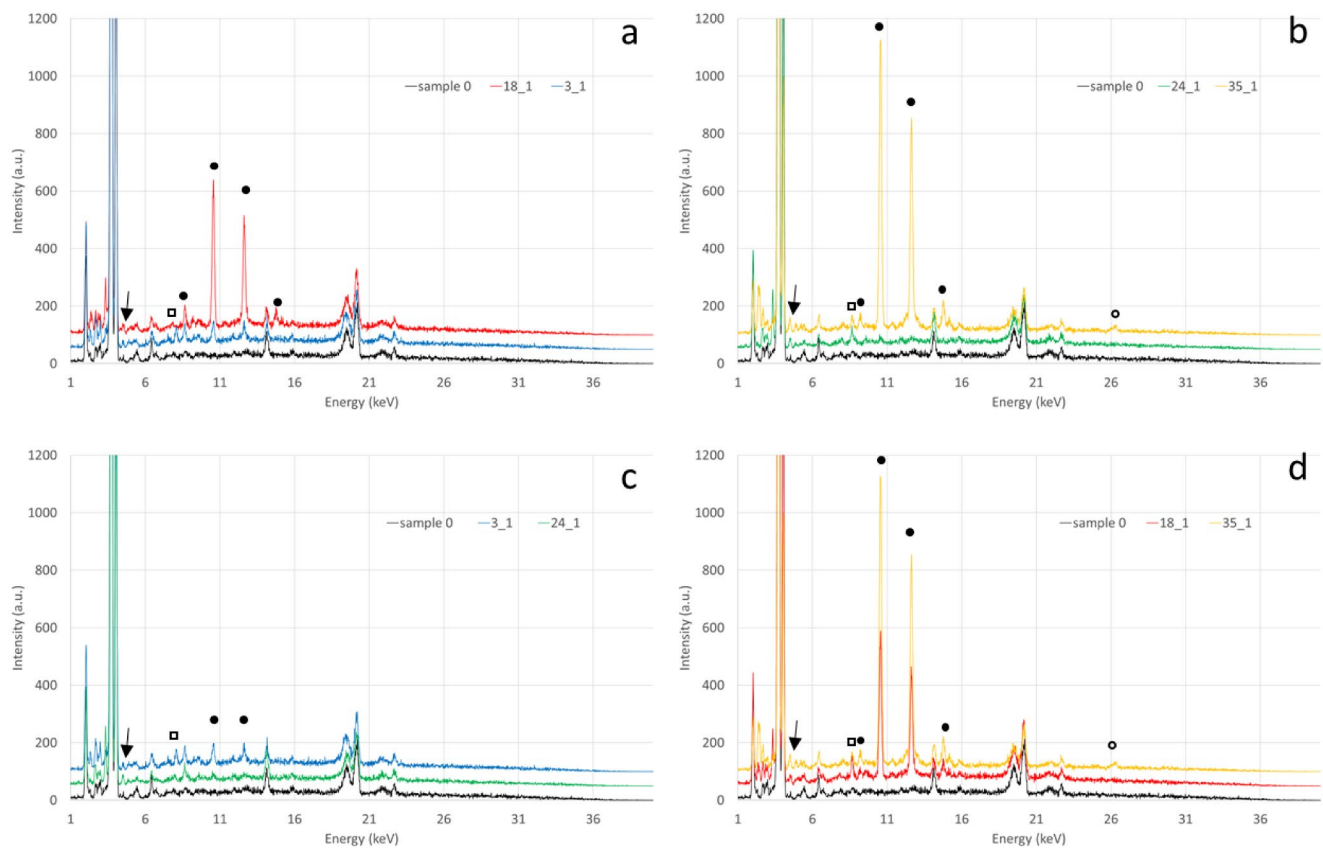 a
sample 0 18_1 3_1
Intensity (a.u.)
1200
1000
800
600
400
200
0
1 6 11 16 21 26 31 36
Energy (keV)
b
sample 0 24_1 35_1
Intensity (a.u.)
1200
1000
800
600
400
200
0
1 6 11 16 21 26 31 36
Energy (keV)
c
sample 0 3_1 24_1
Intensity (a.u.)
1200
1000
800
600
400
200
0
1 6 11 16 21 26 31 36
Energy (keV)
d
sample 0 18_1 35_1
Intensity (a.u.)
1200
1000
800
600
400
200
0
1 6 11 16 21 26 31 36
Energy (keV)